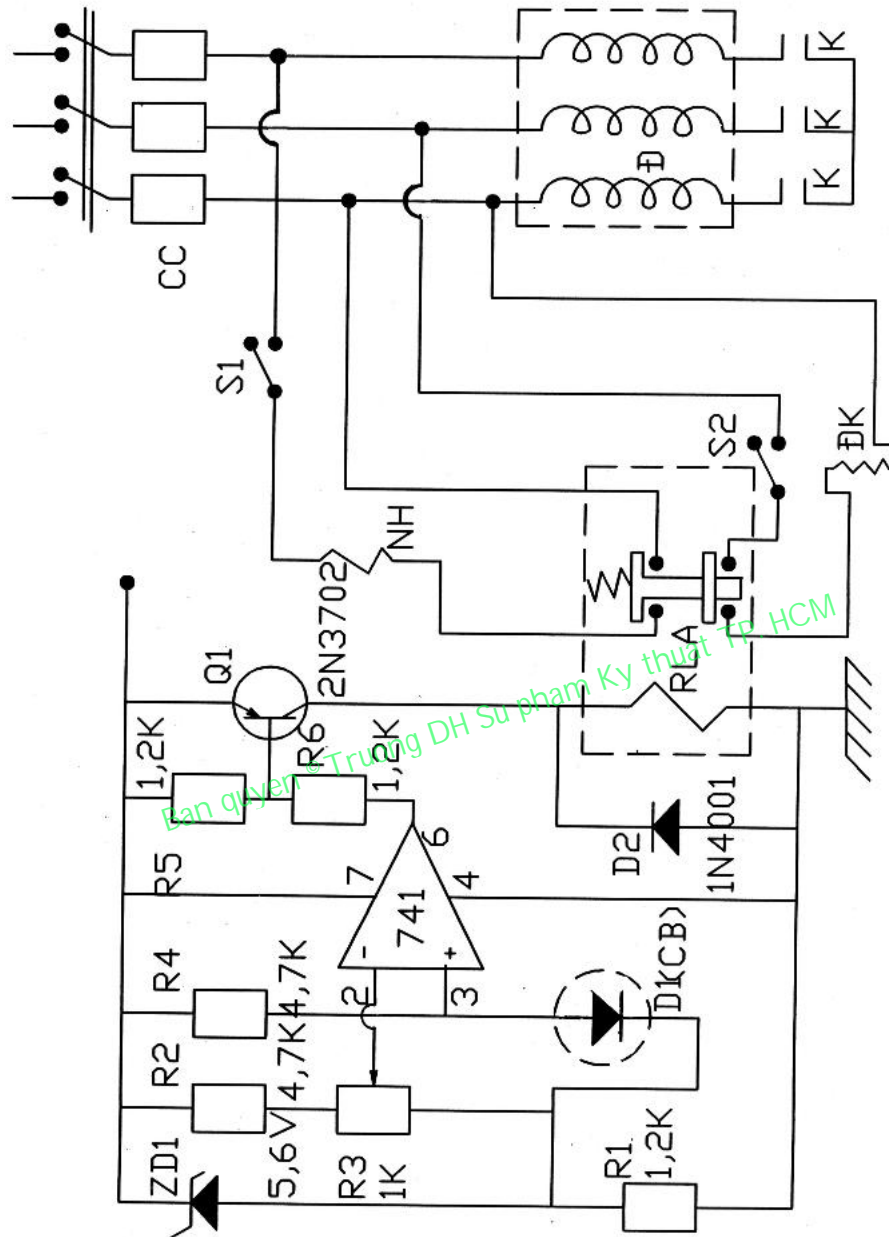 K
K
K
Đ
CC
S1
S2
ĐK
NH
RLA
Q1
2N3702
1,2K
R6
1,2K
R5
7
6
4
741
-
+
2
3
R4
4,7K
R2
4,7K
ZD1
5,6V
R3
1K
R1
1,2K
D1(CB)
D2
1N4001
Ban quyen © Truong DH Su pham Ky thuat TP. HCM